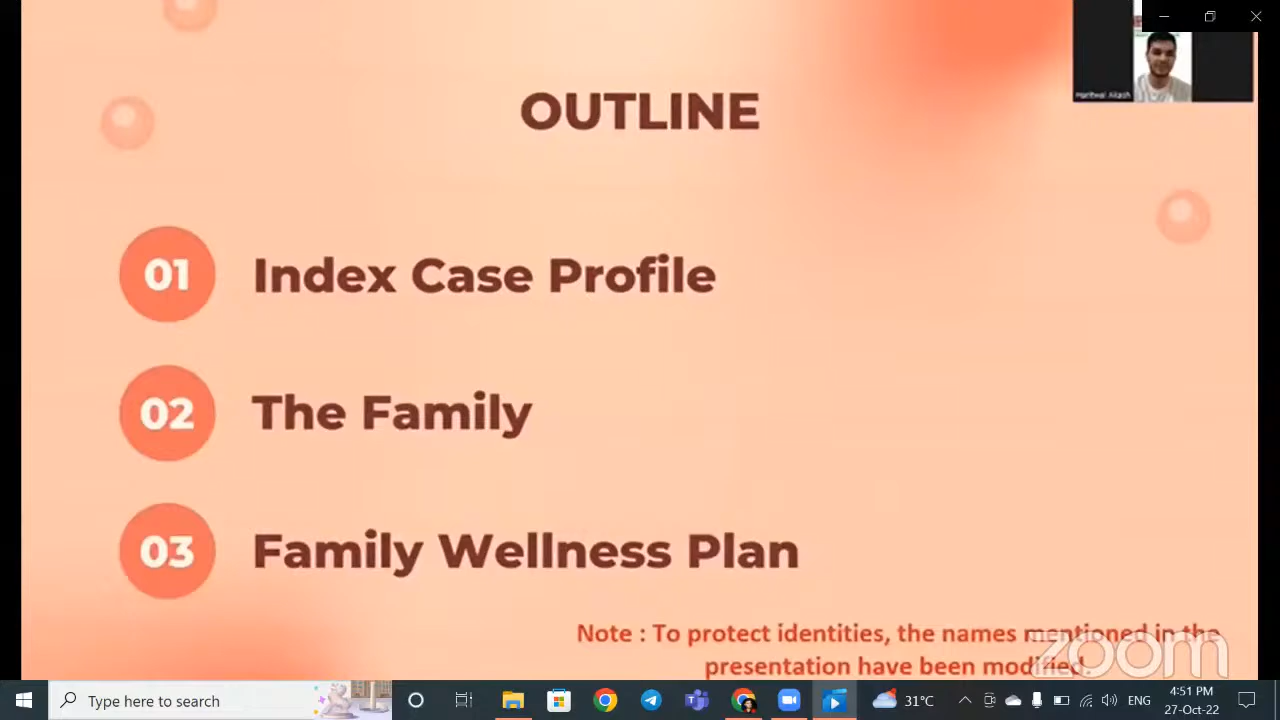 OUTLINE
01 Index Case Profile
02 The Family
03 Family Wellness Plan
Note : To protect identities, the names mentioned in the
presentation have been modified.
zoom
Type here to search
31°C
ENG
4:51 PM
27-Oct-22